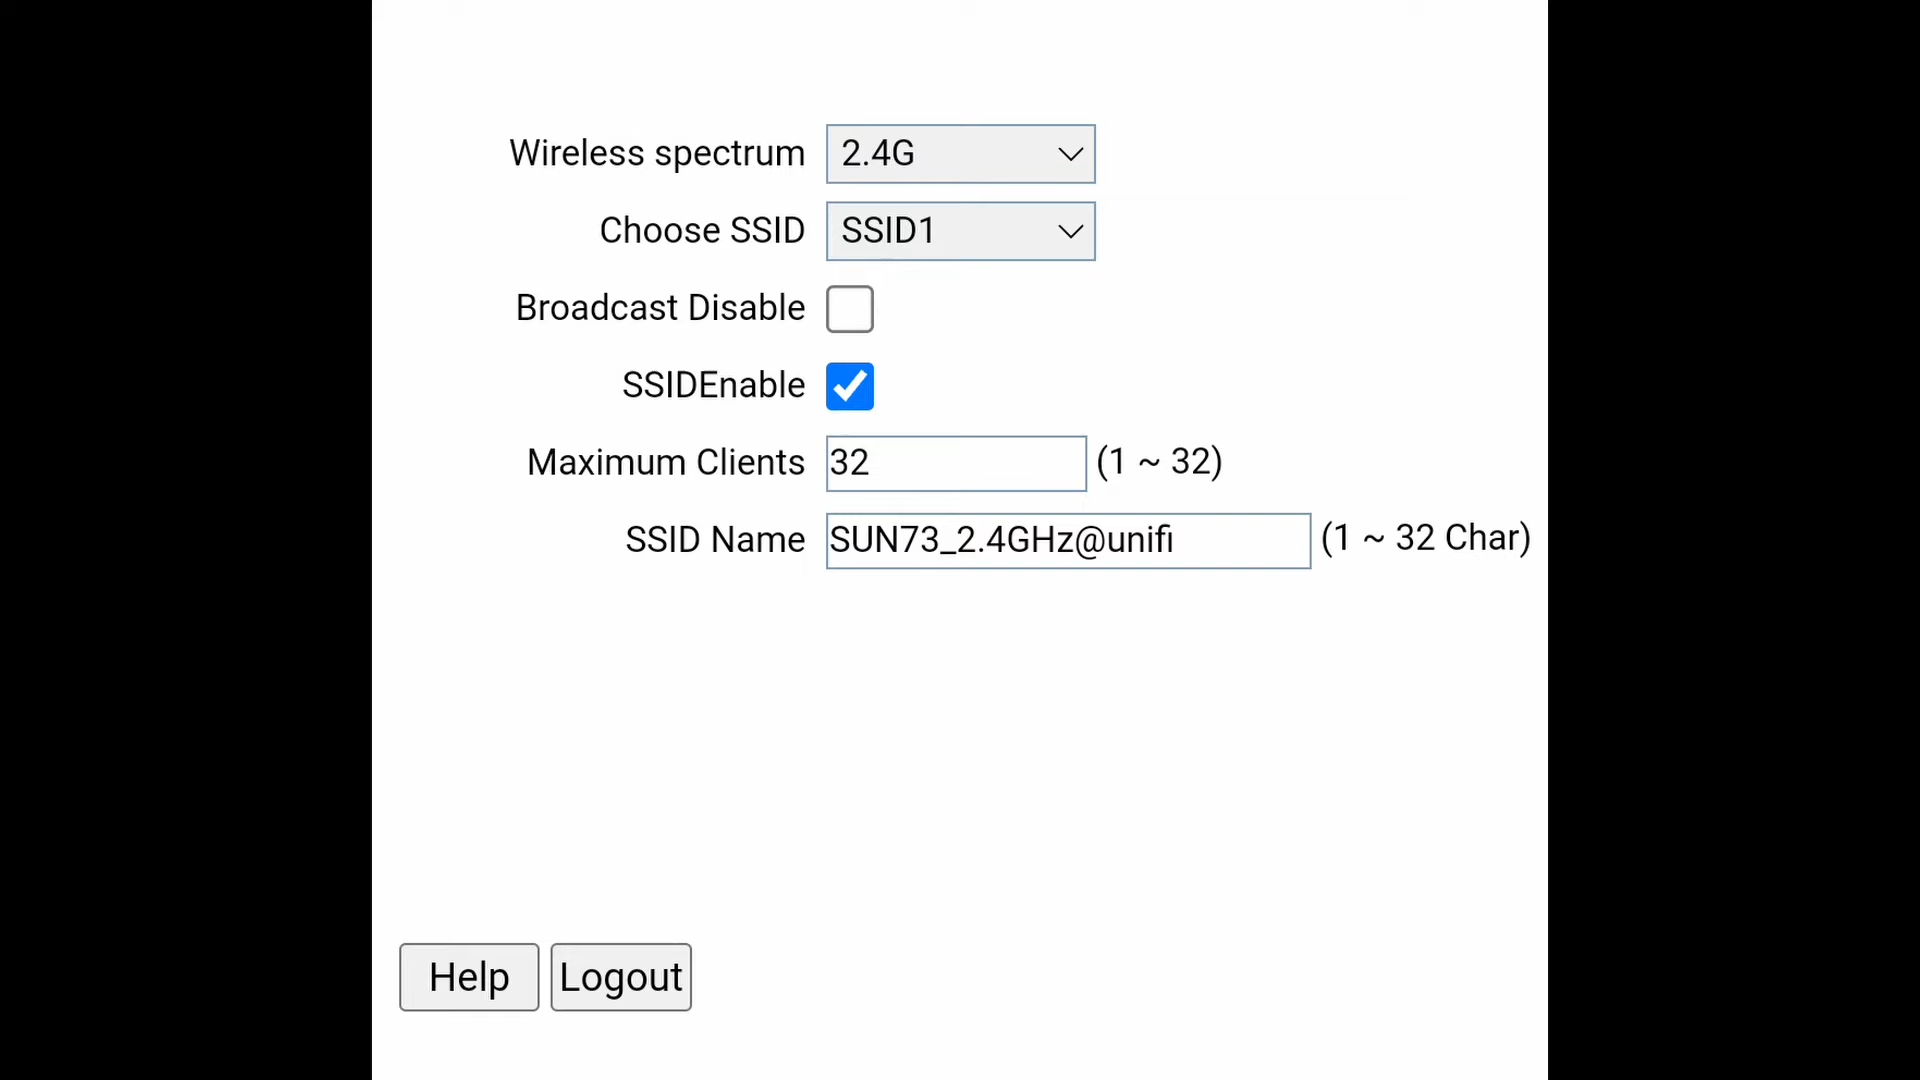 Wireless spectrum 2.4G
Choose SSID SSID1
Broadcast Disable
SSIDEnable
Maximum Clients 32 (1 ~ 32)
SSID Name SUN73_2.4GHz@unifi (1 ~ 32 Char)
Help Logout